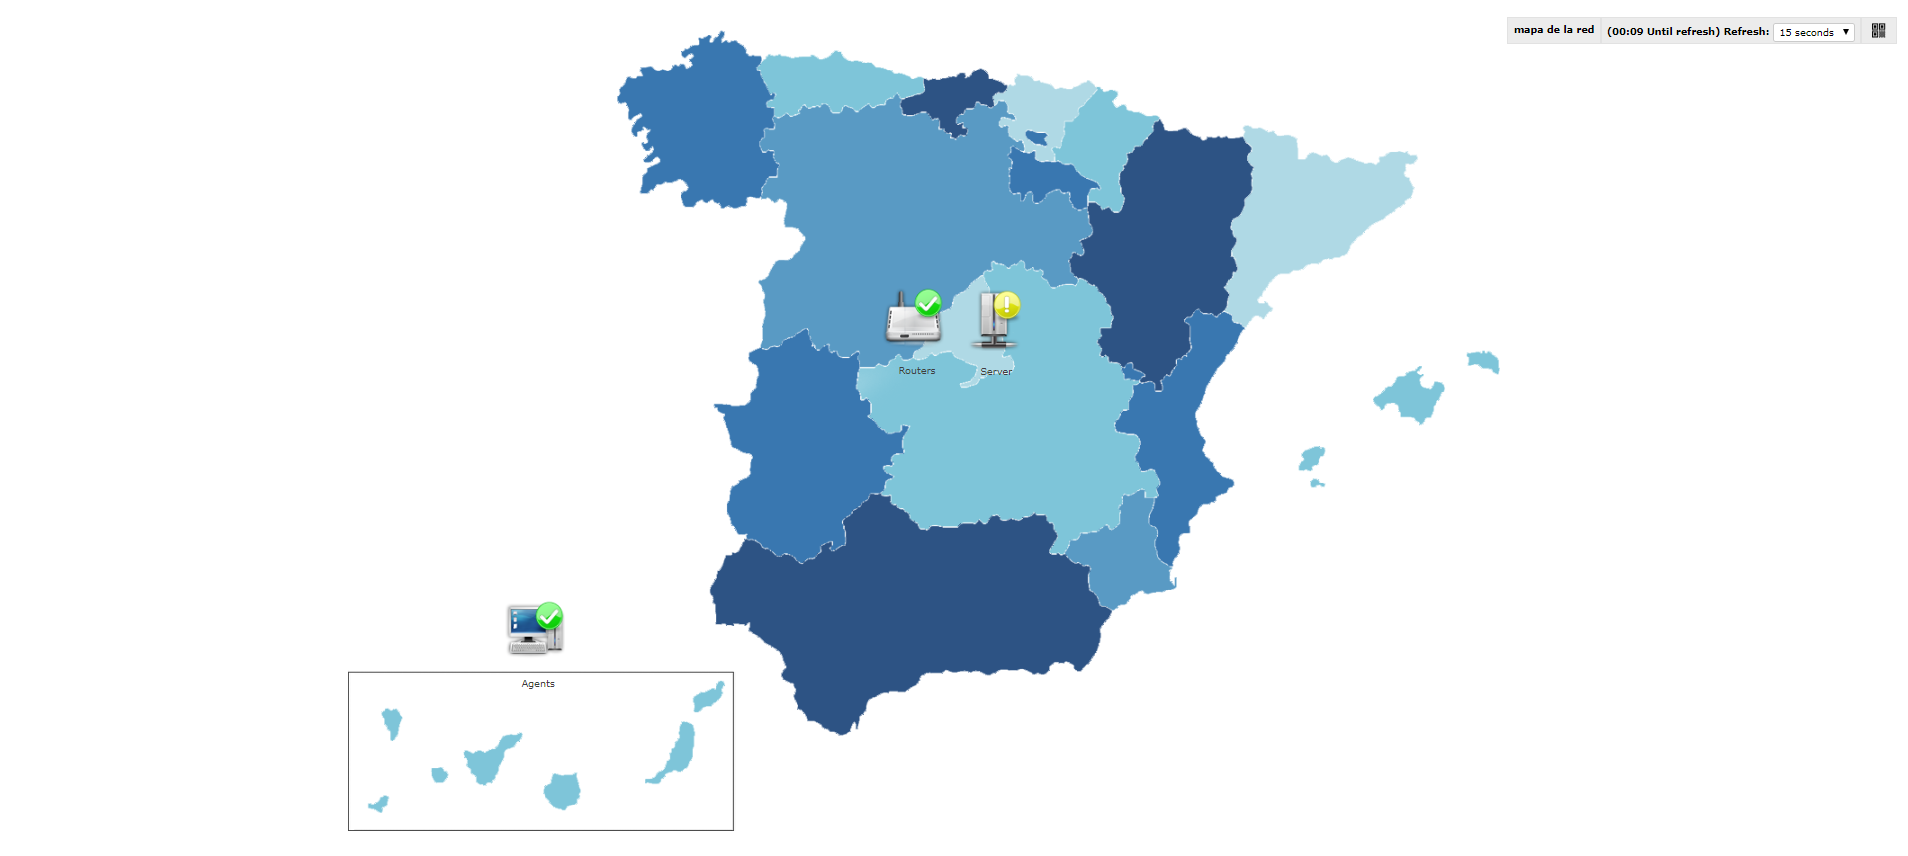 mapa de la red (00:09 Until refresh) Refresh: 15 seconds
Routers
Server
Agents